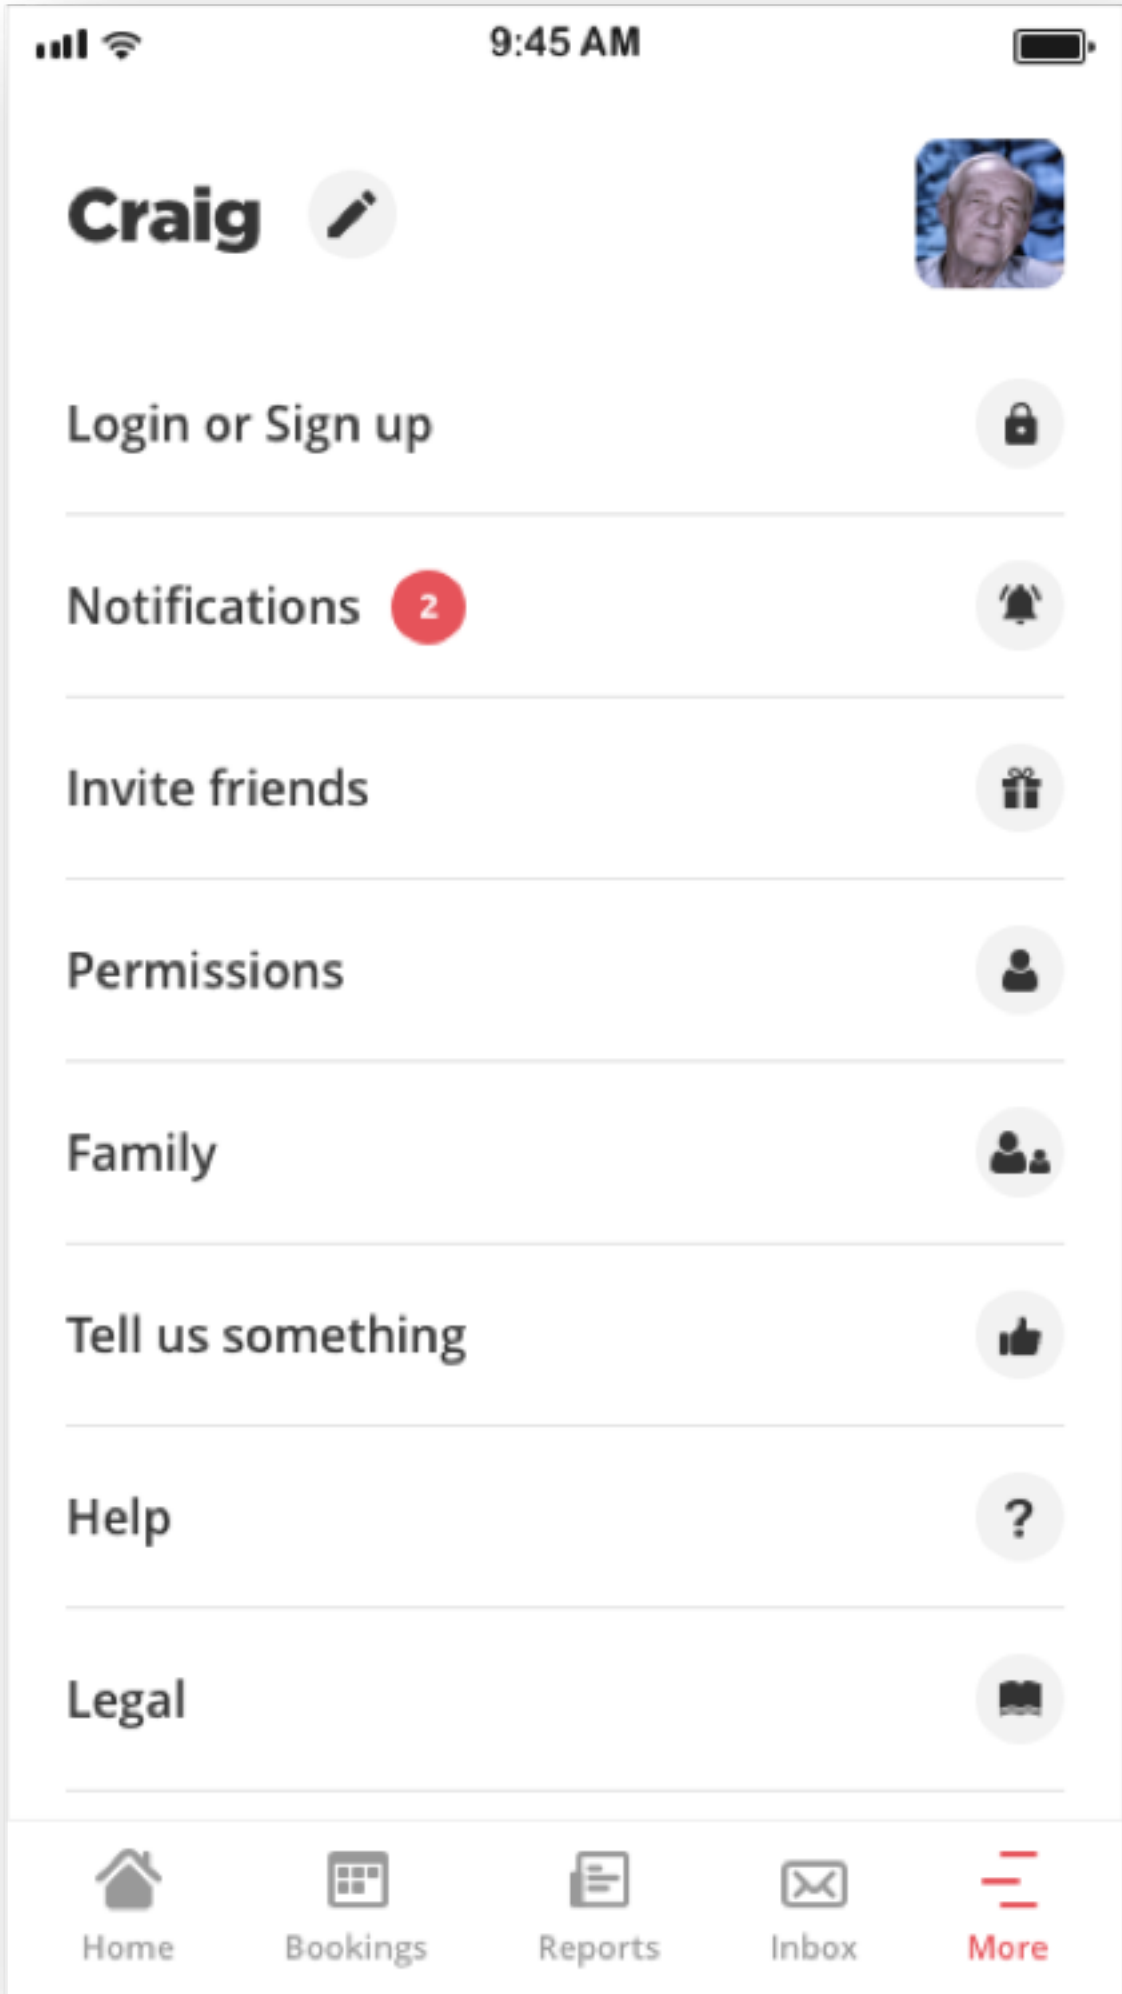 9:45 AM
Craig
Login or Sign up
Notifications 2
Invite friends
Permissions
Family
Tell us something
Help
?
Legal
Home Bookings Reports Inbox More